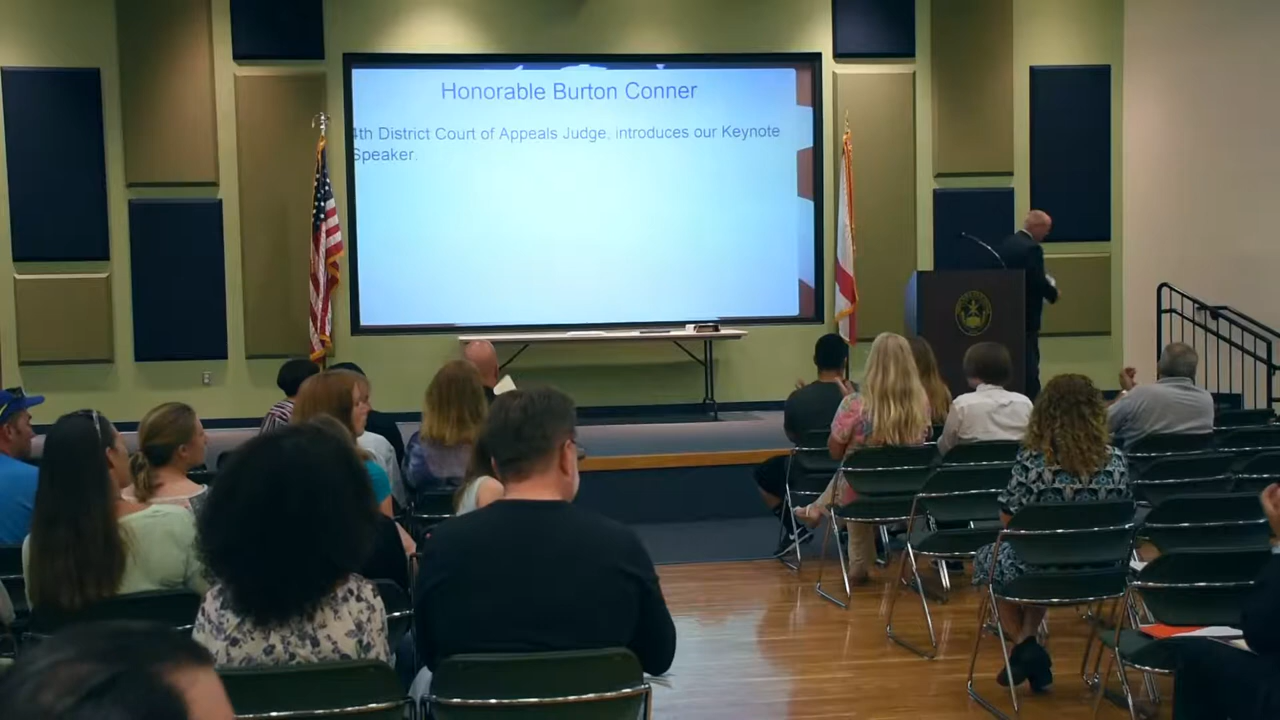 Honorable Burton Conner
4th District Court of Appeals Judge, introduces our Keynote
Speaker.